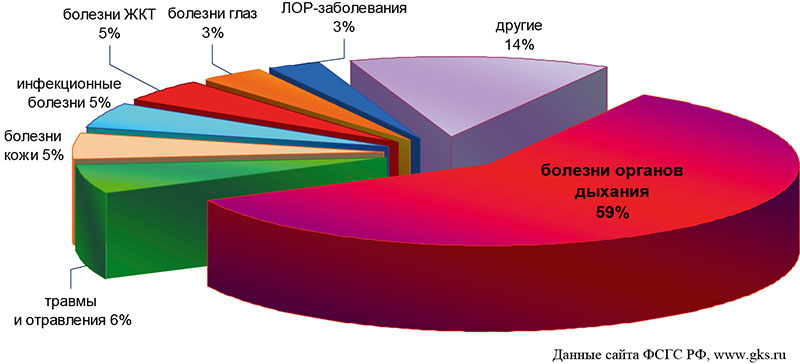 болезни ЖКТ
5%
болезни глаз
3%
ЛОР-заболевания
3%
другие
14%
инфекционные
болезни 5%
болезни
кожи 5%
болезни органов
дыхания
59%
травмы
и отравления 6%
Данные сайта ФСГС РФ, www.gks.ru